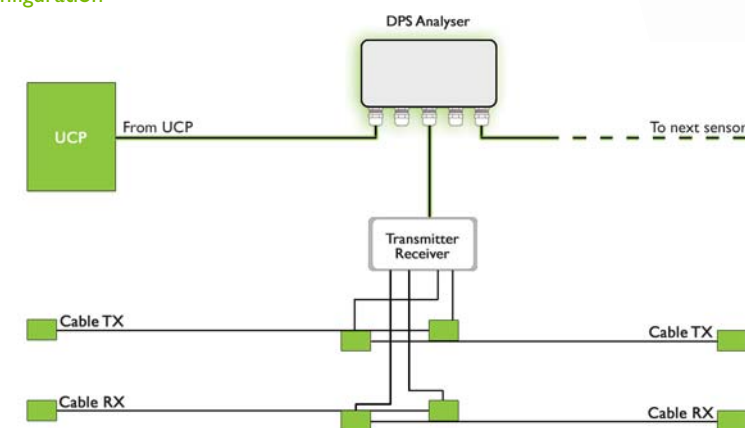 DPS Analyser
UCP
From UCP
To next sensor
Transmitter
Receiver
Cable TX
Cable TX
Cable RX
Cable RX